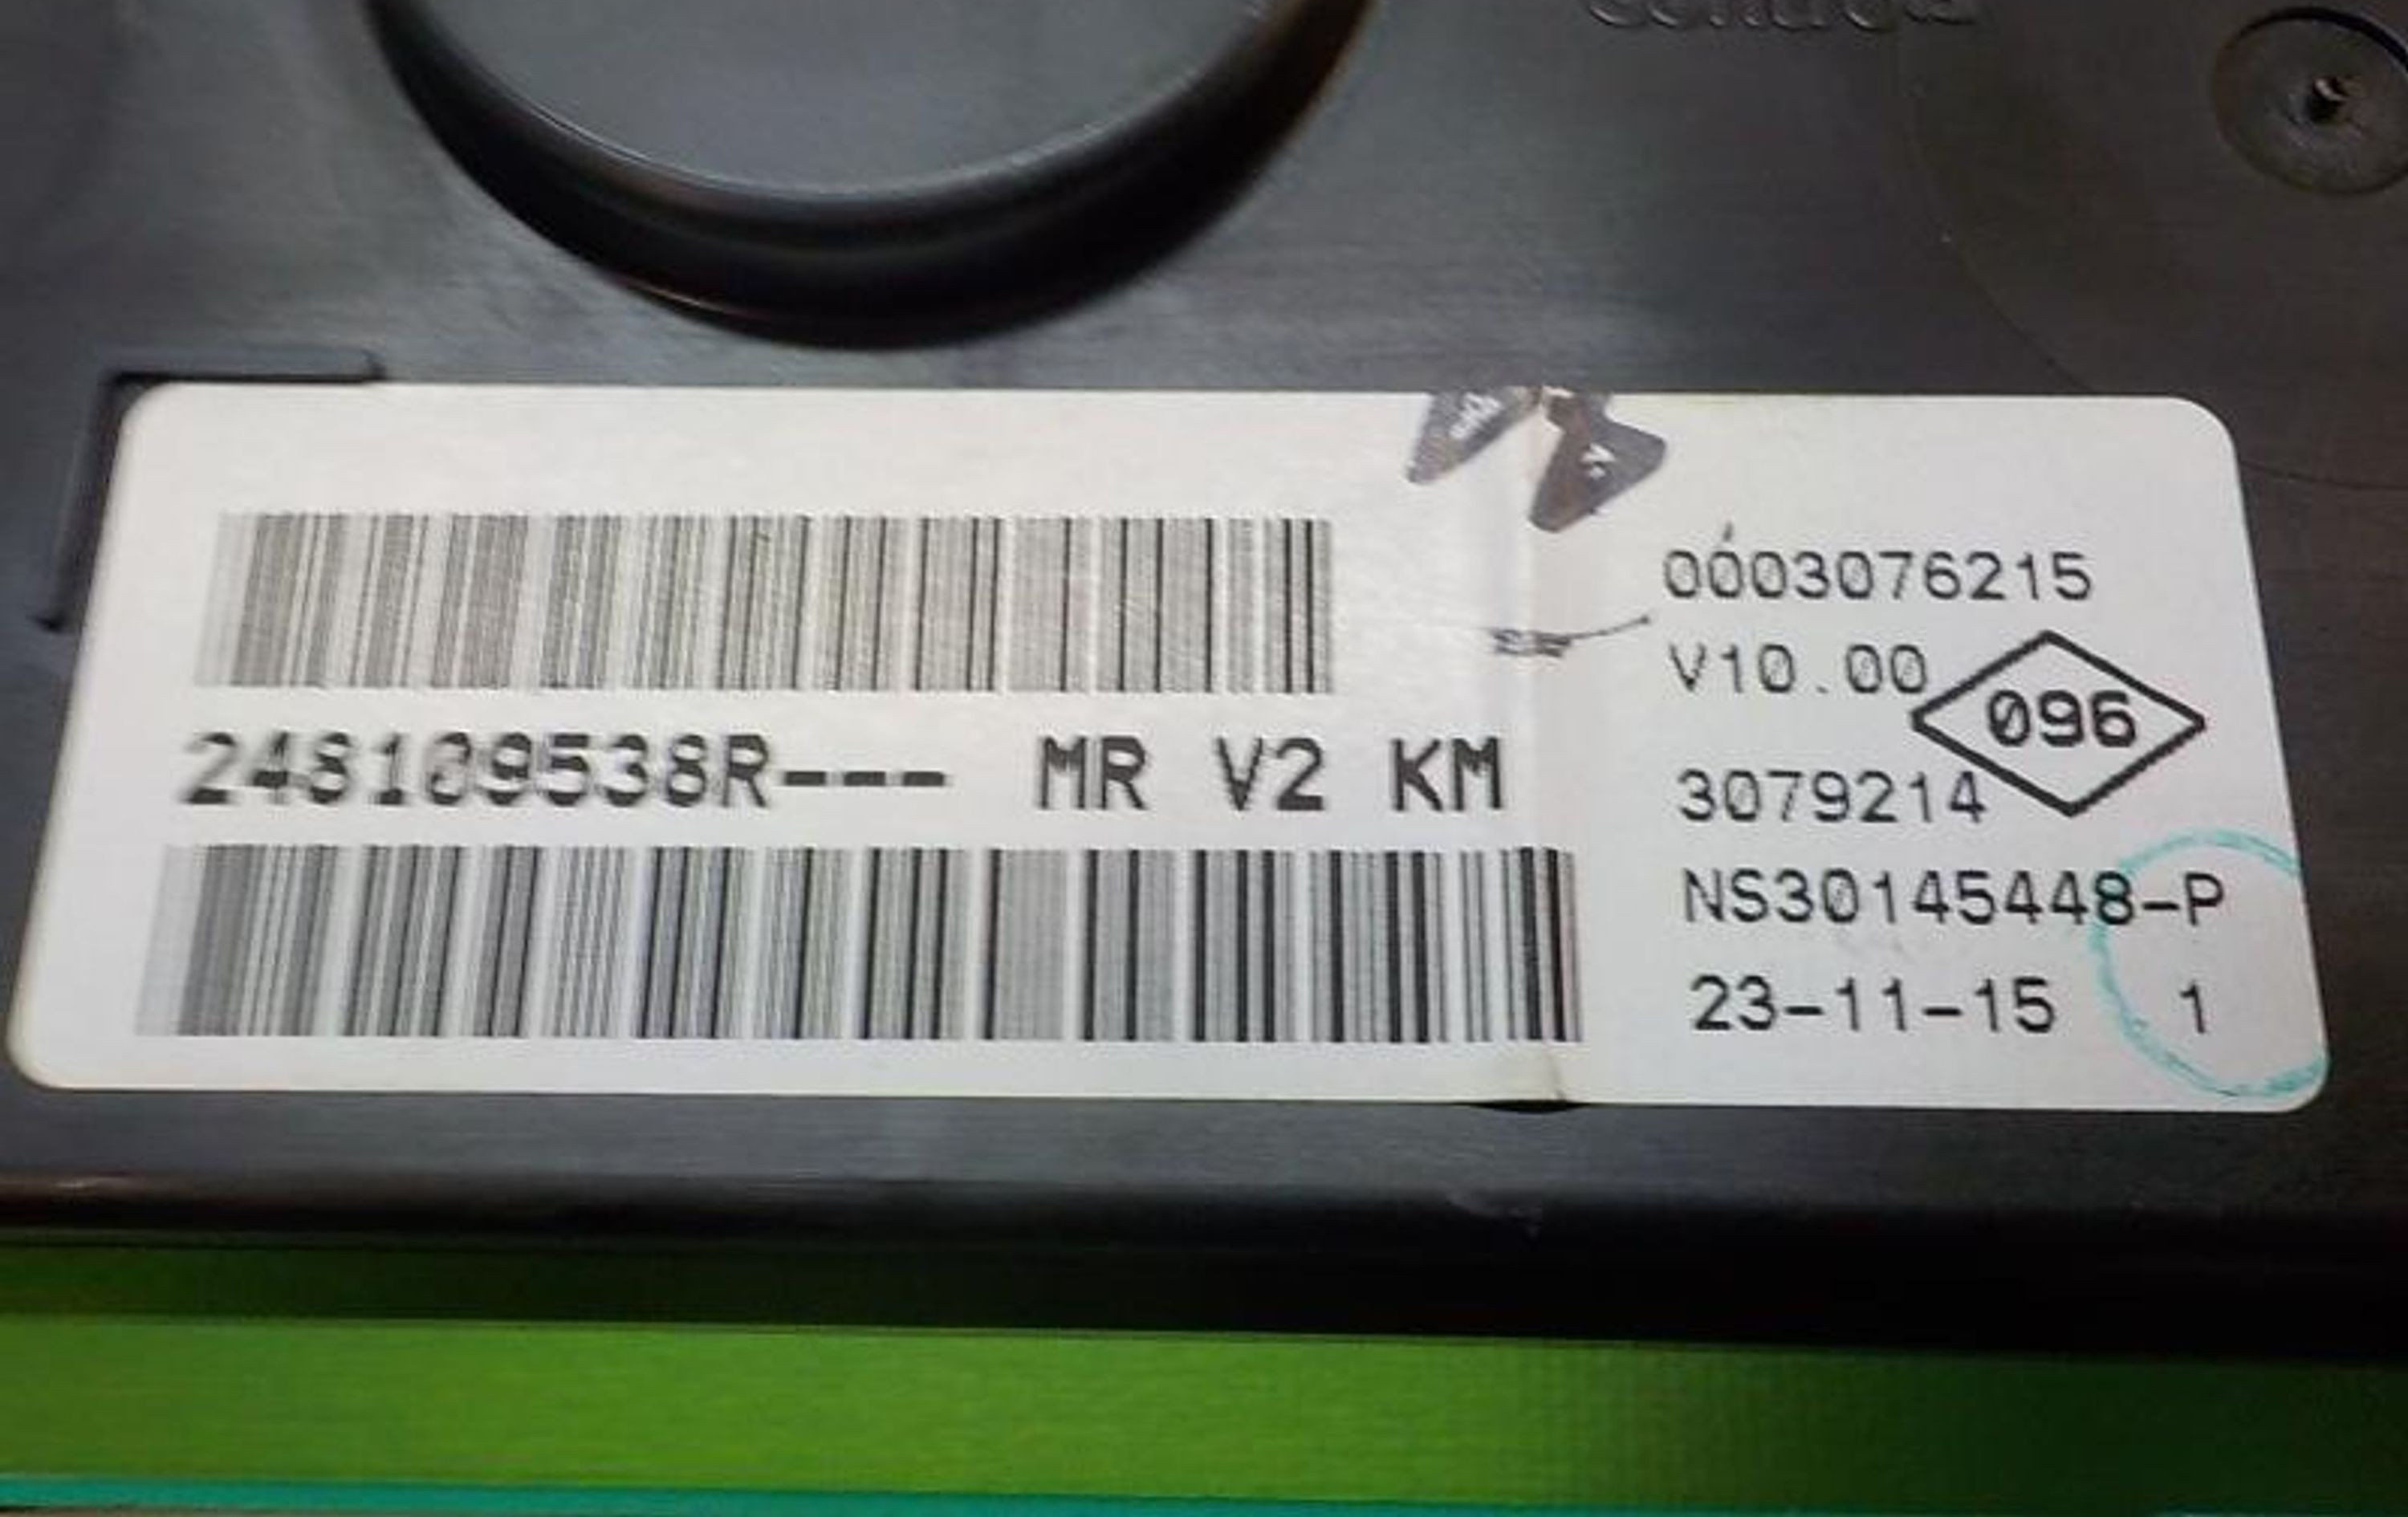 248109538R--- MR V2 KM
0003076215
V10.00
096
3079214
NS30145448-P
23-11-15 1